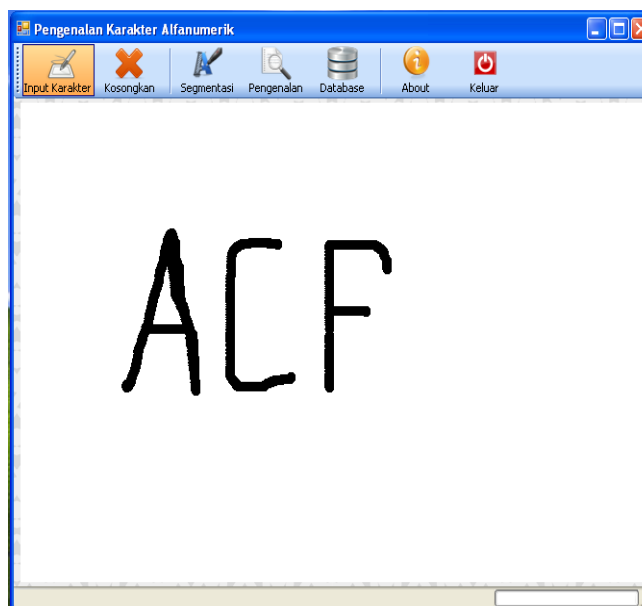 Pengenalan Karakter Alfanumerik
Input Karakter Kosongkan Segmentasi Pengenalan Database About Keluar
ACF